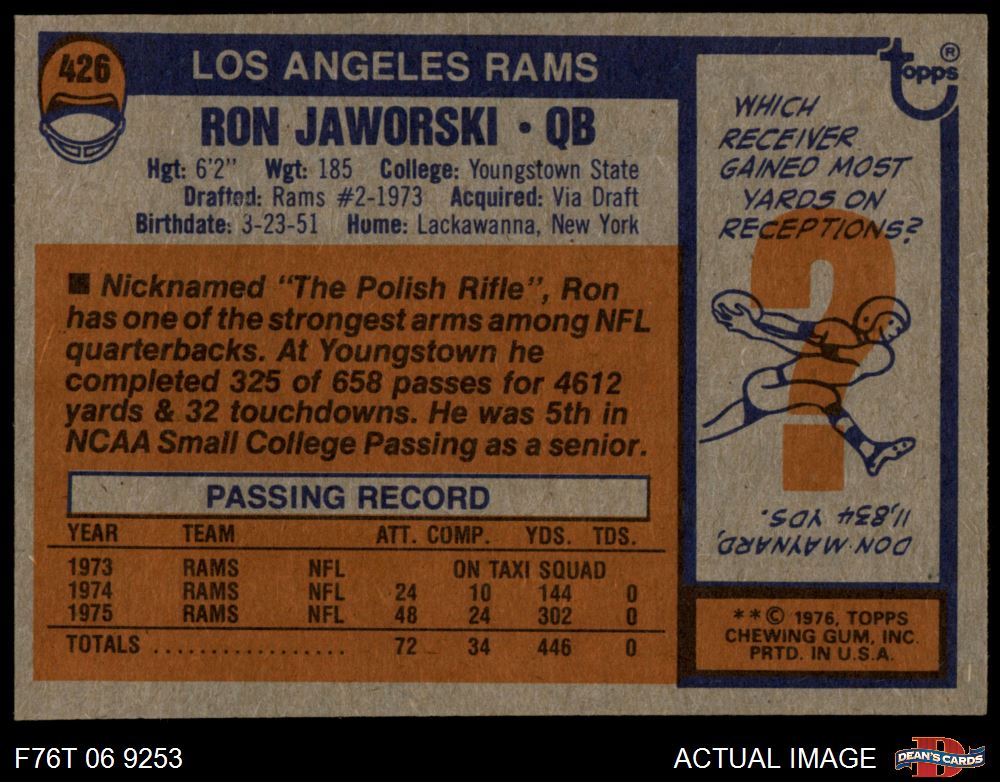 426
LOS ANGELES RAMS
RON JAWORSKI • QB
Hgt: 6'2" Wgt: 185 College: Youngstown State
Drafted: Rams #2-1973 Acquired: Via Draft
Birthdate: 3-23-51 Home: Lackawanna, New York
■ Nicknamed "The Polish Rifle", Ron
has one of the strongest arms among NFL
quarterbacks. At Youngstown he
completed 325 of 658 passes for 4612
yards & 32 touchdowns. He was 5th in
NCAA Small College Passing as a senior.
PASSING RECORD
YEAR TEAM ATT. COMP. YDS. TDS.
1973 RAMS NFL ON TAXI SQUAD
1974 RAMS NFL 24 10 144 0
1975 RAMS NFL 48 24 302 0
TOTALS ................ 72 34 446 0
topps®
WHICH
RECEIVER
GAINED MOST
YARDS ON
RECEPTIONS?
?
DON MAYNARD,
11,834 YDS.
**© 1976, TOPPS
CHEWING GUM, INC.
PRTD. IN U.S.A.
F76T 06 9253
ACTUAL IMAGE
D
DEAN'S CARDS